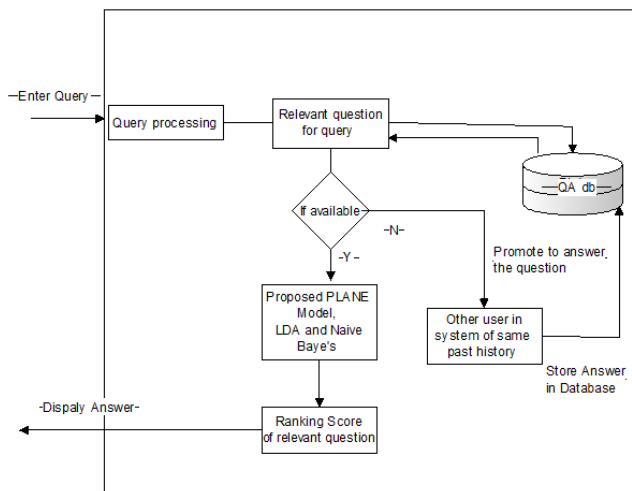 Enter Query
Query processing
Relevant question
for query
QA db
If available
-N-
-Y-
Promote to answer
the question
Proposed PLANE
Model,
LDA and Naive
Baye's
Other user in
system of same
past history
Store Answer
in Database
-Dispaly Answer-
Ranking Score
of relevant question